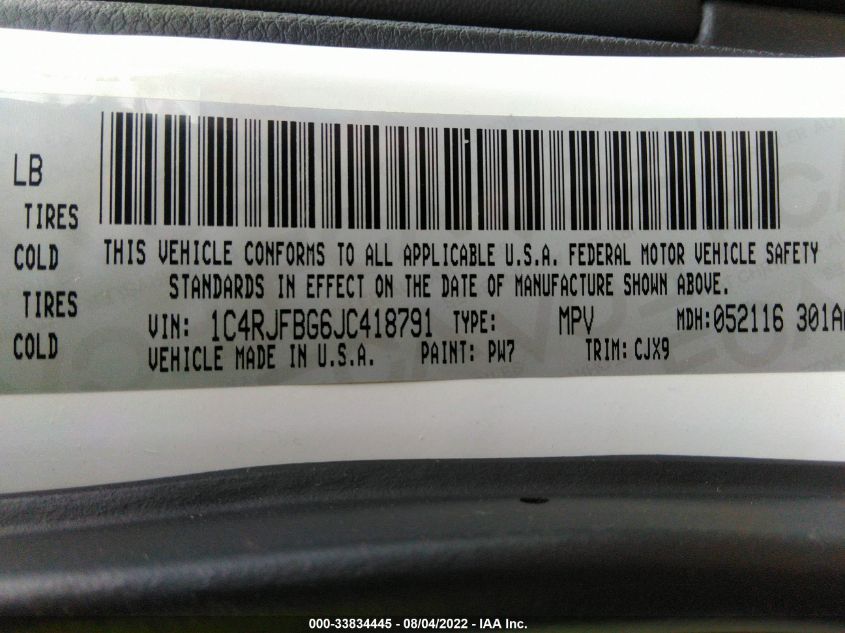 LB
TIRES
COLD
TIRES
COLD
THIS VEHICLE CONFORMS TO ALL APPLICABLE U.S.A. FEDERAL MOTOR VEHICLE SAFETY
STANDARDS IN EFFECT ON THE DATE OF MANUFACTURE SHOWN ABOVE.
VIN: 1C4RJFBG6JC418791 TYPE: MPV MDH:052116 301A
VEHICLE MADE IN U.S.A. PAINT: PW7 TRIM: CJX9
000-33834445 - 08/04/2022 - IAA Inc.